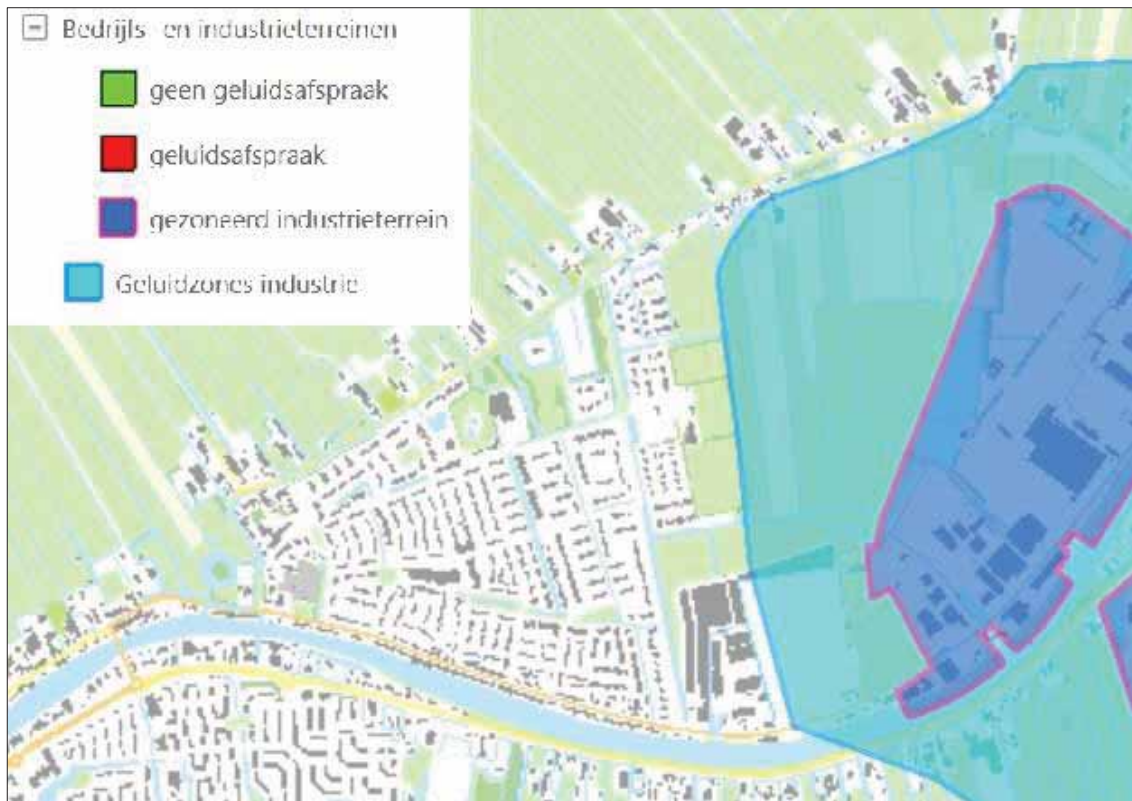 Bedrijfs en industrieterreinen
geen geluidsafspraak
geluidsafspraak
gezoneerd industrieterrein
Geluidzones industrie